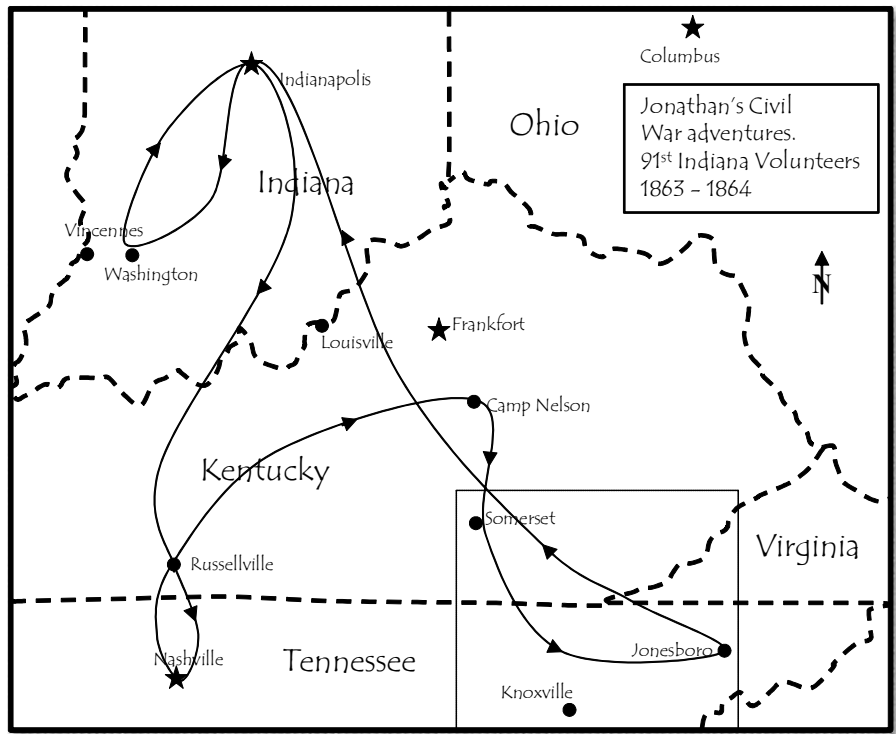 Columbus
Indianapolis
Jonathan's Civil
War adventures.
91st Indiana Volunteers
1863 – 1864
Ohio
Indiana
Vincennes
Washington
N
Louisville
Frankfort
Camp Nelson
Kentucky
Somerset
Virginia
Russellville
Nashville
Tennessee
Jonesboro
Knoxville